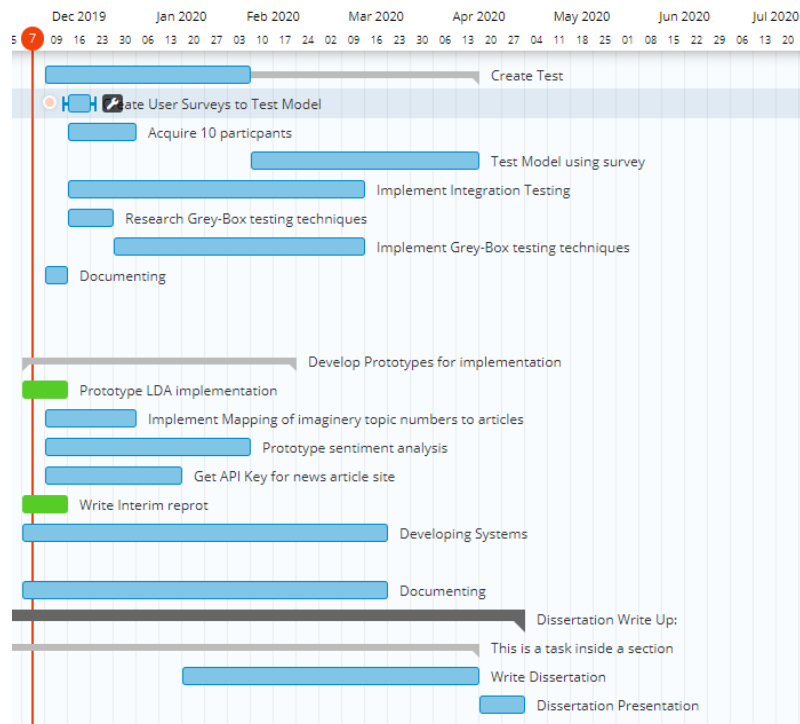 Dec 2019 Jan 2020 Feb 2020 Mar 2020 Apr 2020 May 2020 Jun 2020 Jul 2020
5 7 09 16 23 30 06 13 20 27 03 10 17 24 02 09 16 23 30 06 13 20 27 04 11 18 25 01 08 15 22 29 06 13 20
Create Test
eate User Surveys to Test Model
Acquire 10 particpants
Test Model using survey
Implement Integration Testing
Research Grey-Box testing techniques
Implement Grey-Box testing techniques
Documenting
Develop Prototypes for implementation
Prototype LDA implementation
Implement Mapping of imaginery topic numbers to articles
Prototype sentiment analysis
Get API Key for news article site
Write Interim reprot
Developing Systems
Documenting
Dissertation Write Up:
This is a task inside a section
Write Dissertation
Dissertation Presentation